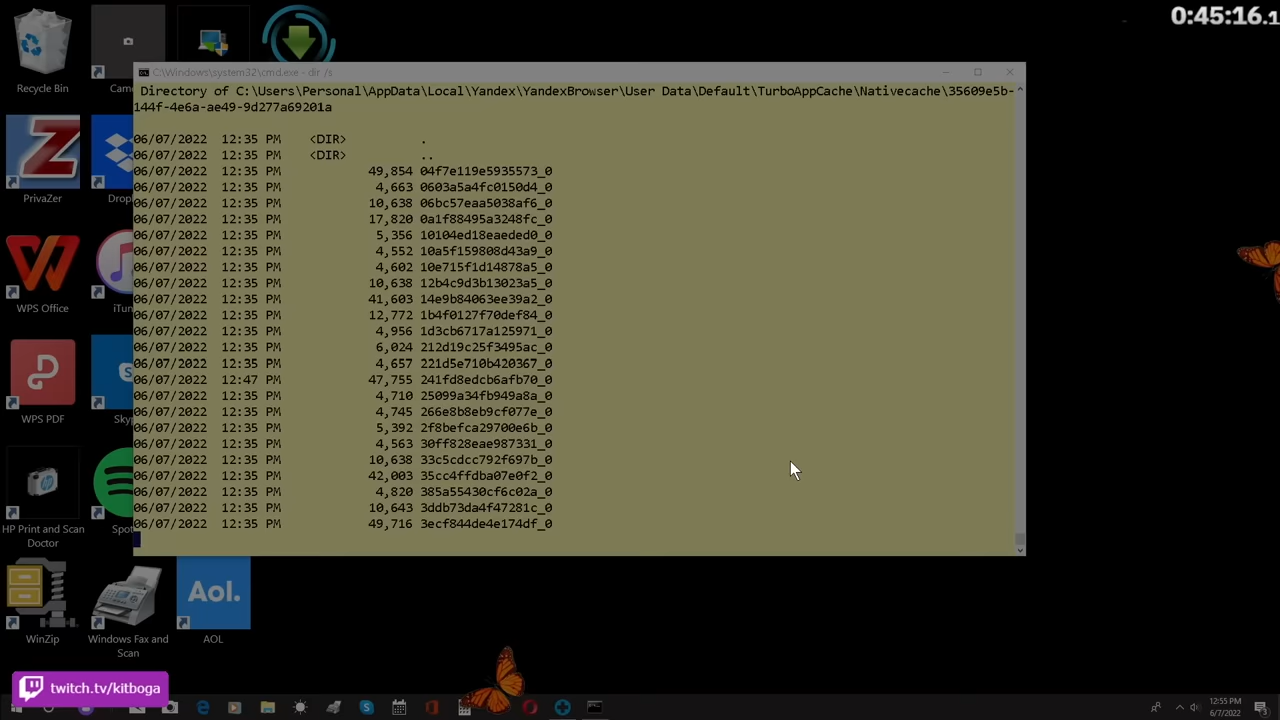 0:45:16.1
Recycle Bin
Came
C:\Windows\system32\cmd.exe - dir /s
Directory of C:\Users\Personal\AppData\Local\Yandex\YandexBrowser\User Data\Default\TurboAppCache\Nativecache\35609e5b-
144f-4e6a-ae49-9d277a69201a
06/07/2022 12:35 PM <DIR> .
06/07/2022 12:35 PM <DIR> ..
06/07/2022 12:35 PM 49,854 04f7e119e5935573_0
06/07/2022 12:35 PM 4,663 0603a5a4fc0150d4_0
06/07/2022 12:35 PM 10,638 06bc57eaa5038af6_0
06/07/2022 12:35 PM 17,820 0a1f88495a3248fc_0
06/07/2022 12:35 PM 5,356 10104ed18eaeded0_0
06/07/2022 12:35 PM 4,552 10a5f159808d43a9_0
06/07/2022 12:35 PM 4,602 10e715f1d14878a5_0
06/07/2022 12:35 PM 10,638 12b4c9d3b13023a5_0
06/07/2022 12:35 PM 41,603 14e9b84063ee39a2_0
06/07/2022 12:35 PM 12,772 1b4f0127f70def84_0
06/07/2022 12:35 PM 4,956 1d3cb6717a125971_0
06/07/2022 12:35 PM 6,024 212d19c25f3495ac_0
06/07/2022 12:35 PM 4,657 221d5e710b420367_0
06/07/2022 12:47 PM 47,755 241fd8edcb6afb70_0
06/07/2022 12:35 PM 4,710 25099a34fb949a8a_0
06/07/2022 12:35 PM 4,745 266e8b8eb9cf077e_0
06/07/2022 12:35 PM 5,392 2f8befca29700e6b_0
06/07/2022 12:35 PM 4,563 30ff828eae987331_0
06/07/2022 12:35 PM 10,638 33c5cdcc792f697b_0
06/07/2022 12:35 PM 42,003 35cc4ffdba07e0f2_0
06/07/2022 12:35 PM 4,820 385a55430cf6c02a_0
06/07/2022 12:35 PM 10,643 3ddb73da4f47281c_0
06/07/2022 12:35 PM 49,716 3ecf844de4e174df_0
PrivaZer
Drop
WPS Office
iTun
WPS PDF
Sky
HP Print and Scan
Doctor
Spot
WinZip
Windows Fax and
Scan
Aol.
AOL
twitch.tv/kitboga
12:55 PM
6/7/2022